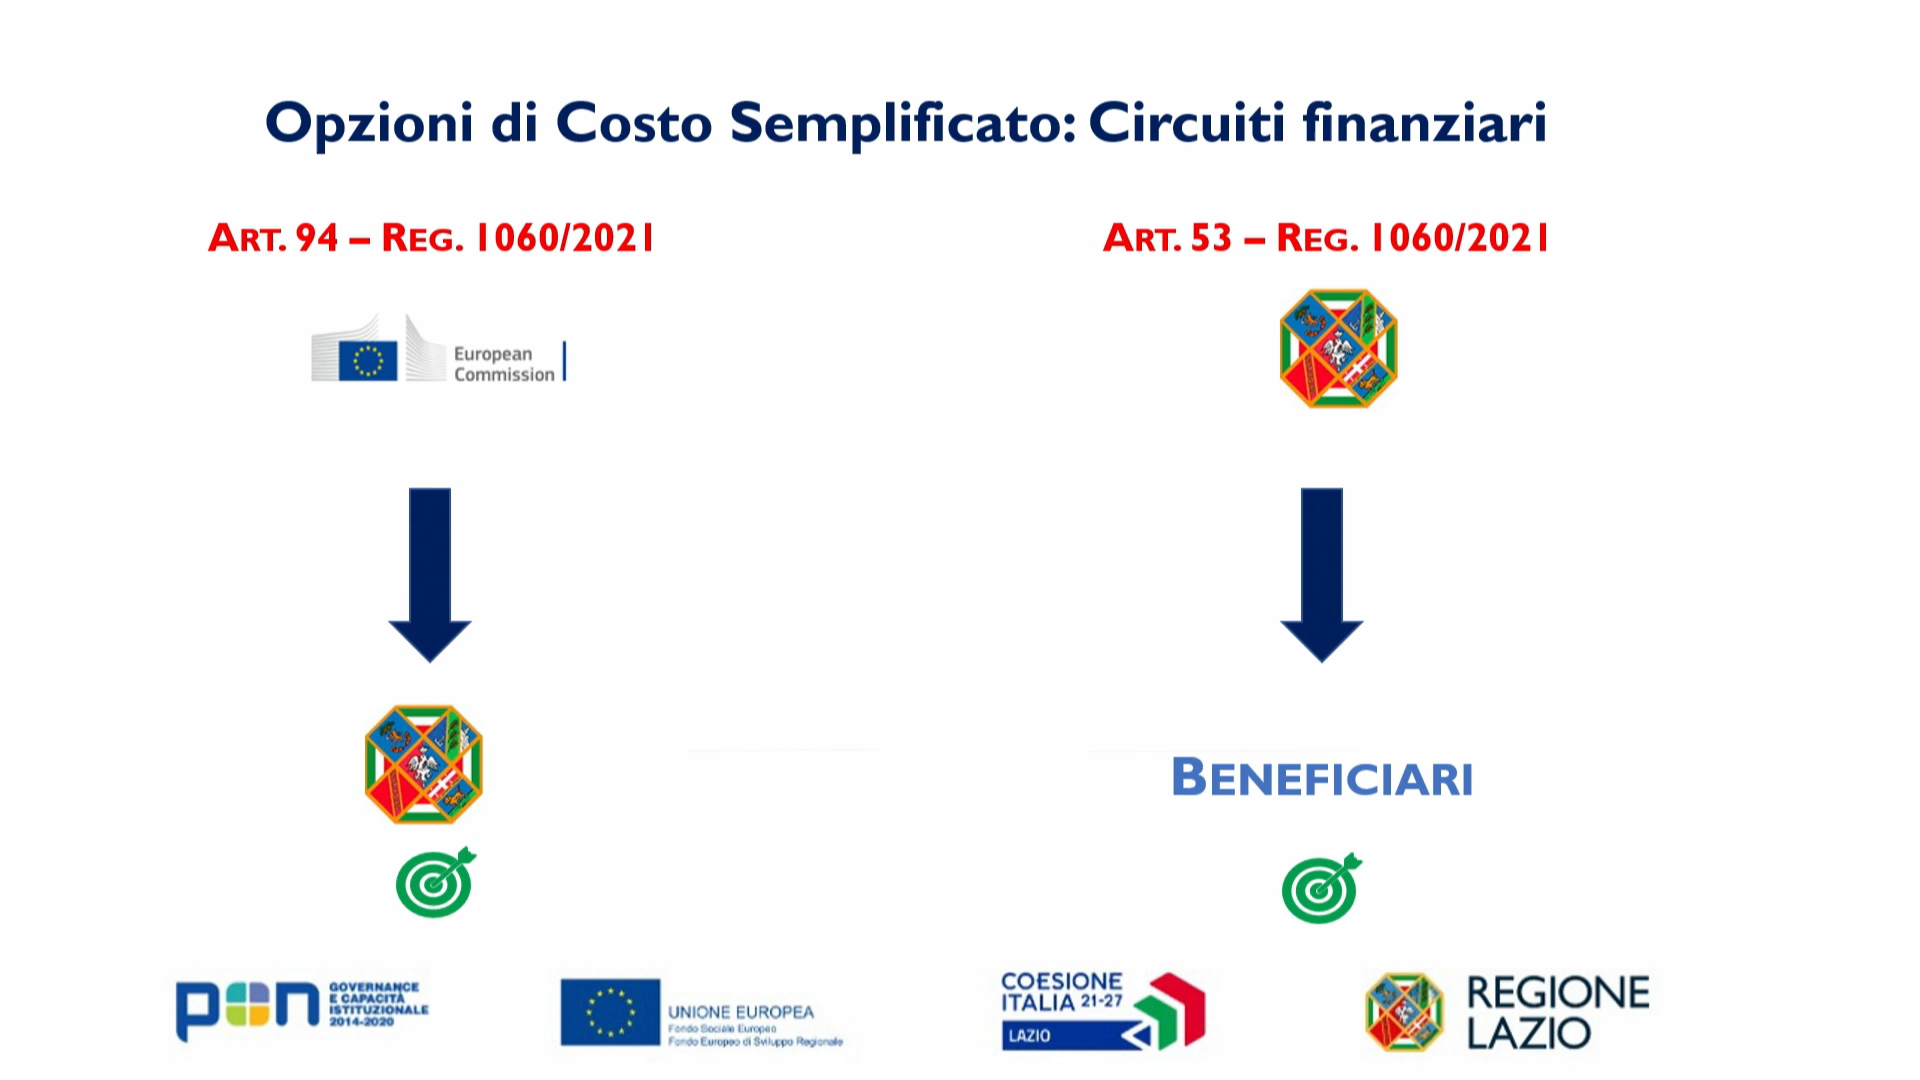 Opzioni di Costo Semplificato: Circuiti finanziari
ART. 94 – REG. 1060/2021
ART. 53 – REG. 1060/2021
European
Commission
BENEFICIARI
pon
GOVERNANCE
E CAPACITÀ
ISTITUZIONALE
2014-2020
UNIONE EUROPEA
Fondo Sociale Europeo
Fondo Europeo di Sviluppo Regionale
COESIONE
ITALIA 21-27
LAZIO
REGIONE
LAZIO